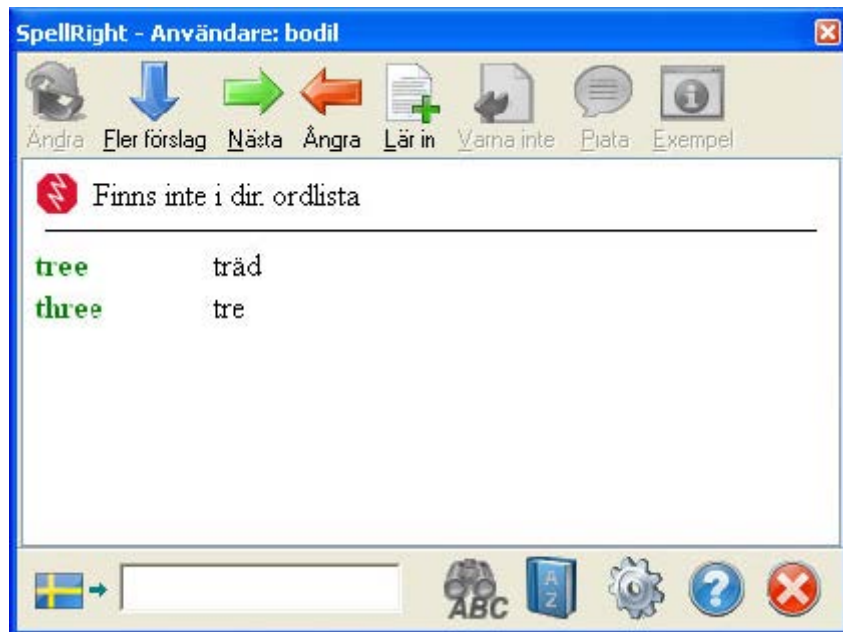 SpellRight - Användare: bodil
Ändra Fler förslag Nästa Ångra Lär in Varna inte Prata Exempel
Finns inte i din ordlista
tree träd
three tre
ABC
A
Z